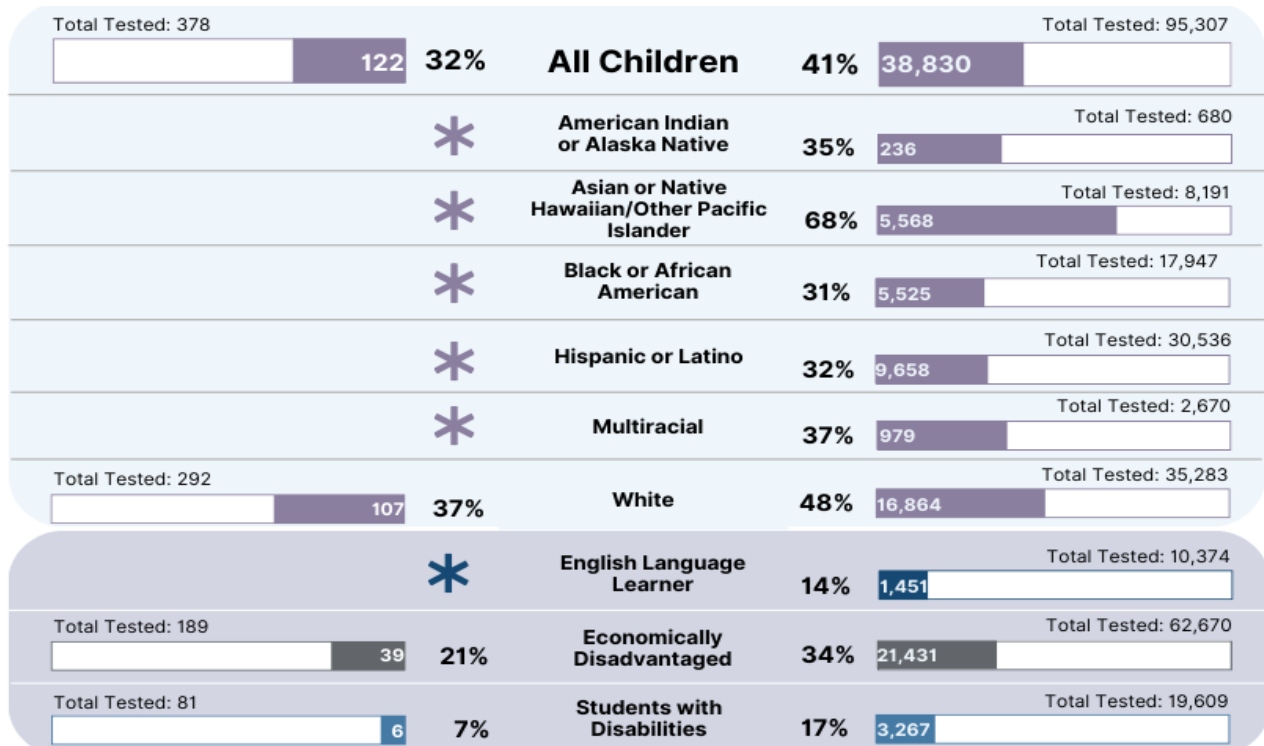 Total Tested: 378
122
32%
All Children
41%
Total Tested: 95,307
38,830
*
American Indian
or Alaska Native
35%
Total Tested: 680
236
*
Asian or Native
Hawaiian/Other Pacific
Islander
68%
Total Tested: 8,191
5,568
*
Black or African
American
31%
Total Tested: 17,947
5,525
*
Hispanic or Latino
32%
Total Tested: 30,536
9,658
*
Multiracial
37%
Total Tested: 2,670
979
Total Tested: 292
107
37%
White
48%
Total Tested: 35,283
16,864
*
English Language
Learner
14%
Total Tested: 10,374
1,451
Total Tested: 189
39
21%
Economically
Disadvantaged
34%
Total Tested: 62,670
21,431
Total Tested: 81
6
7%
Students with
Disabilities
17%
Total Tested: 19,609
3,267